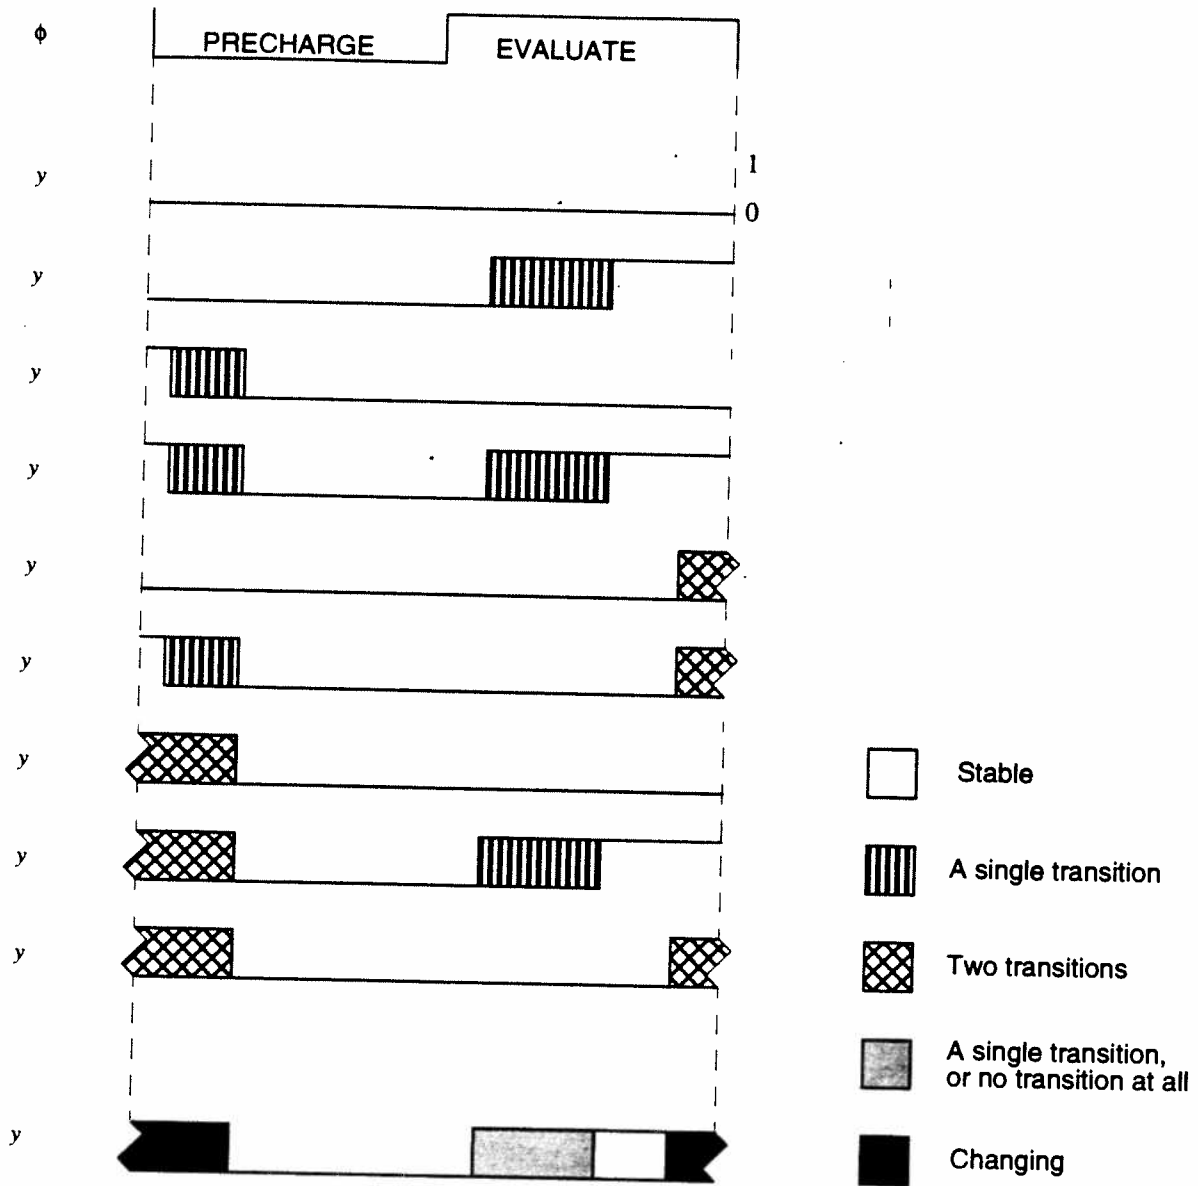 φ
PRECHARGE
EVALUATE
y
1
0
y
y
y
y
y
y
y
y
y
Stable
A single transition
Two transitions
A single transition,
or no transition at all
Changing